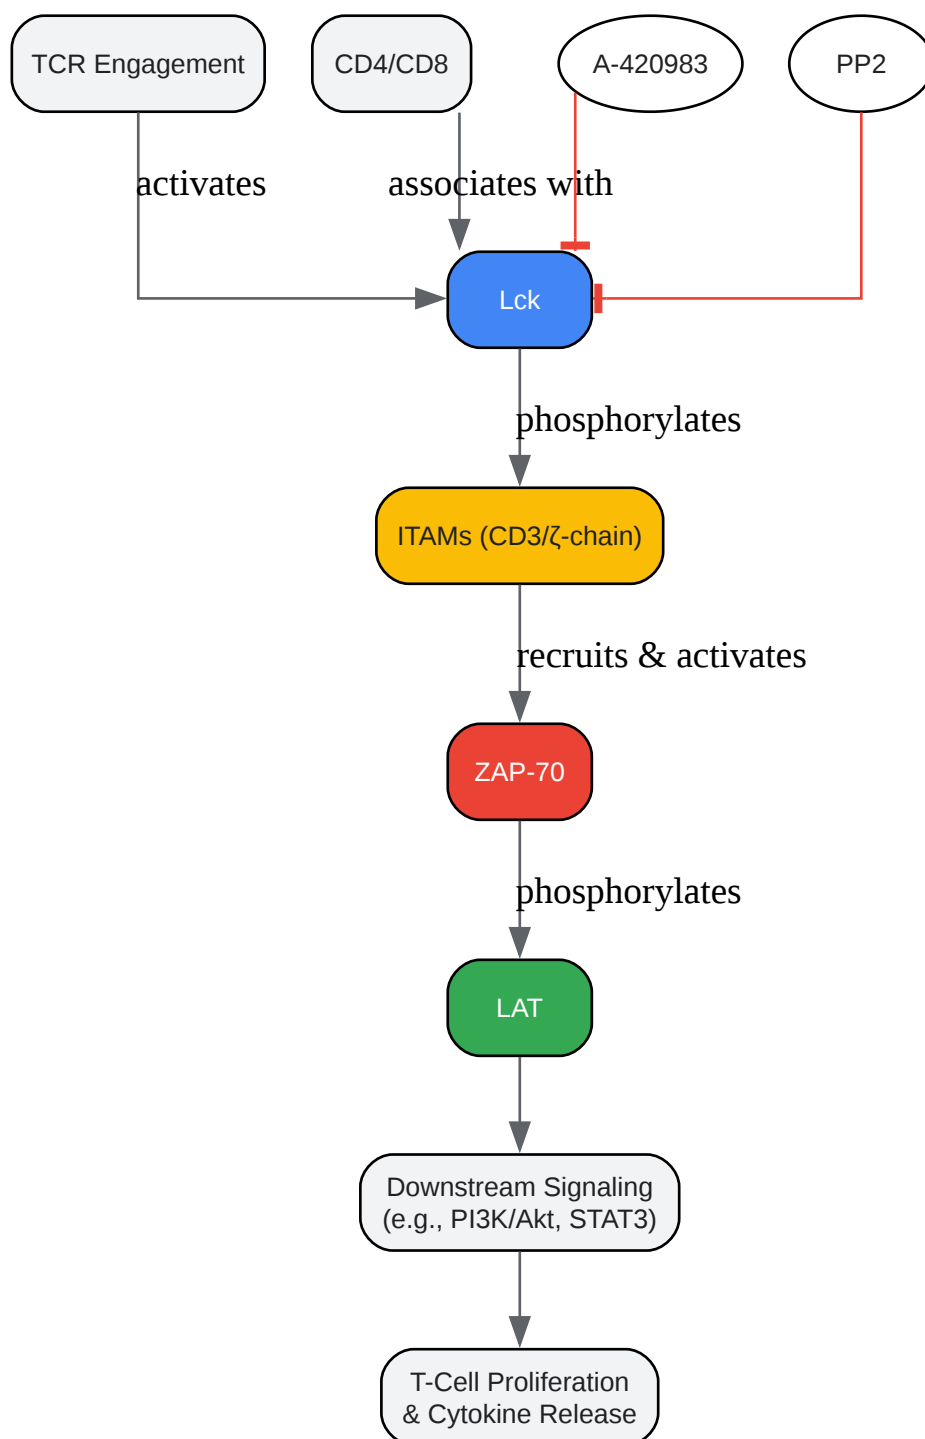 TCR Engagement
CD4/CD8
A-420983
PP2
activates
associates with
Lck
phosphorylates
ITAMs (CD3/ζ-chain)
recruits & activates
ZAP-70
phosphorylates
LAT
Downstream Signaling
(e.g., PI3K/Akt, STAT3)
T-Cell Proliferation
& Cytokine Release